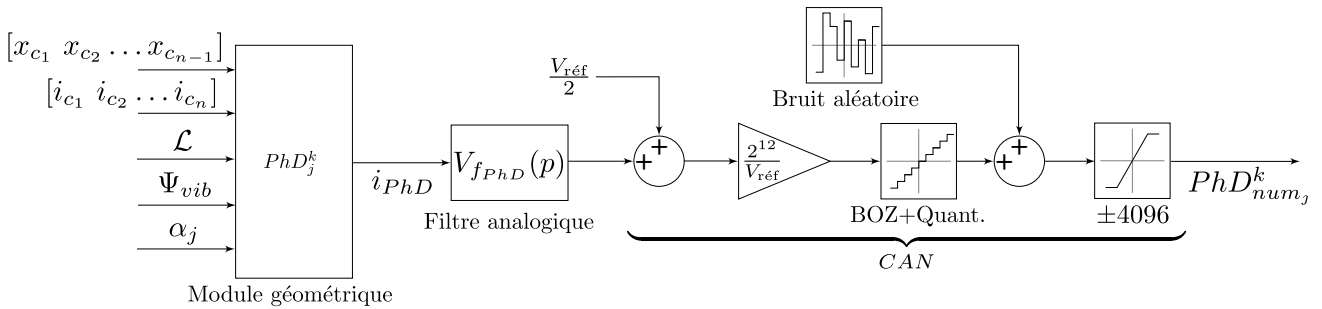 [x_{c_1} x_{c_2} … x_{c_{n−1}}]
[i_{c_1} i_{c_2} … i_{c_n}]
ℒ
Ψ_{vib}
α_j
PhD_j^k
Module géométrique
i_{PhD}
V_{f_{PhD}}(p)
Filtre analogique
V_{réf}/2
+
+
2^{12}/V_{réf}
BOZ+Quant.
Bruit aléatoire
+
+
±4096
CAN
PhD^k_{num_j}